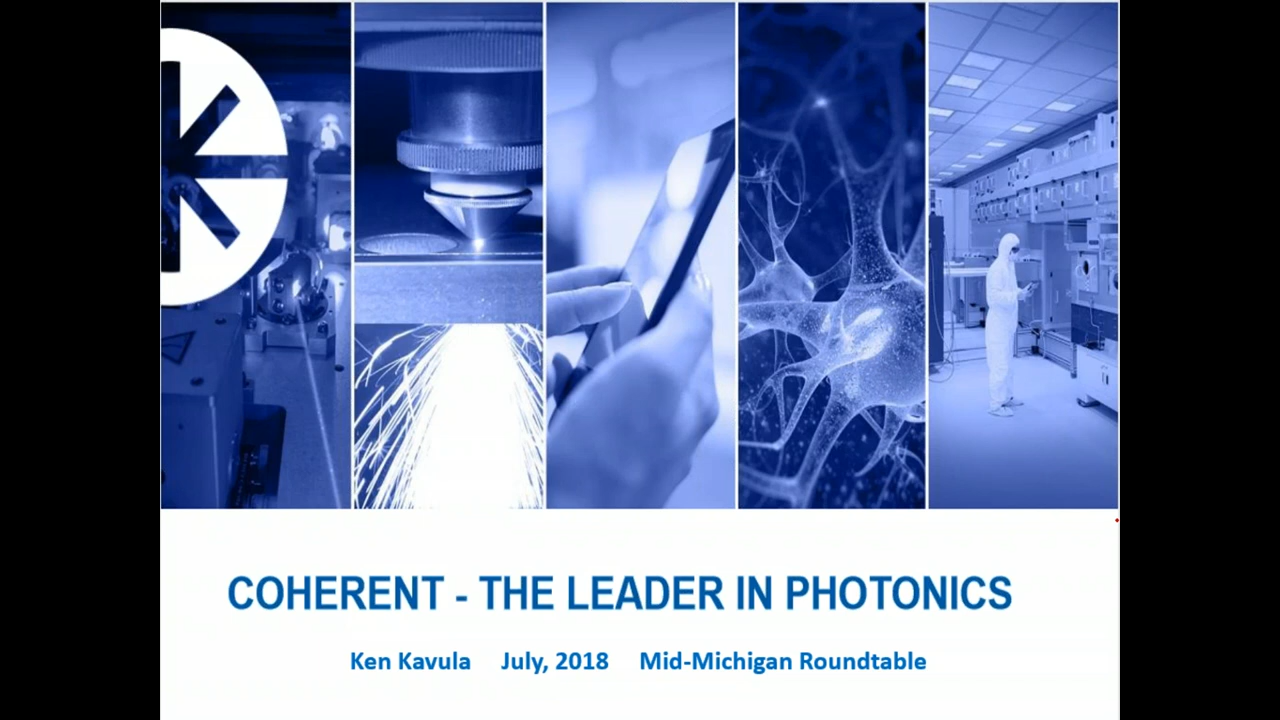 COHERENT - THE LEADER IN PHOTONICS
Ken Kavula July, 2018 Mid-Michigan Roundtable